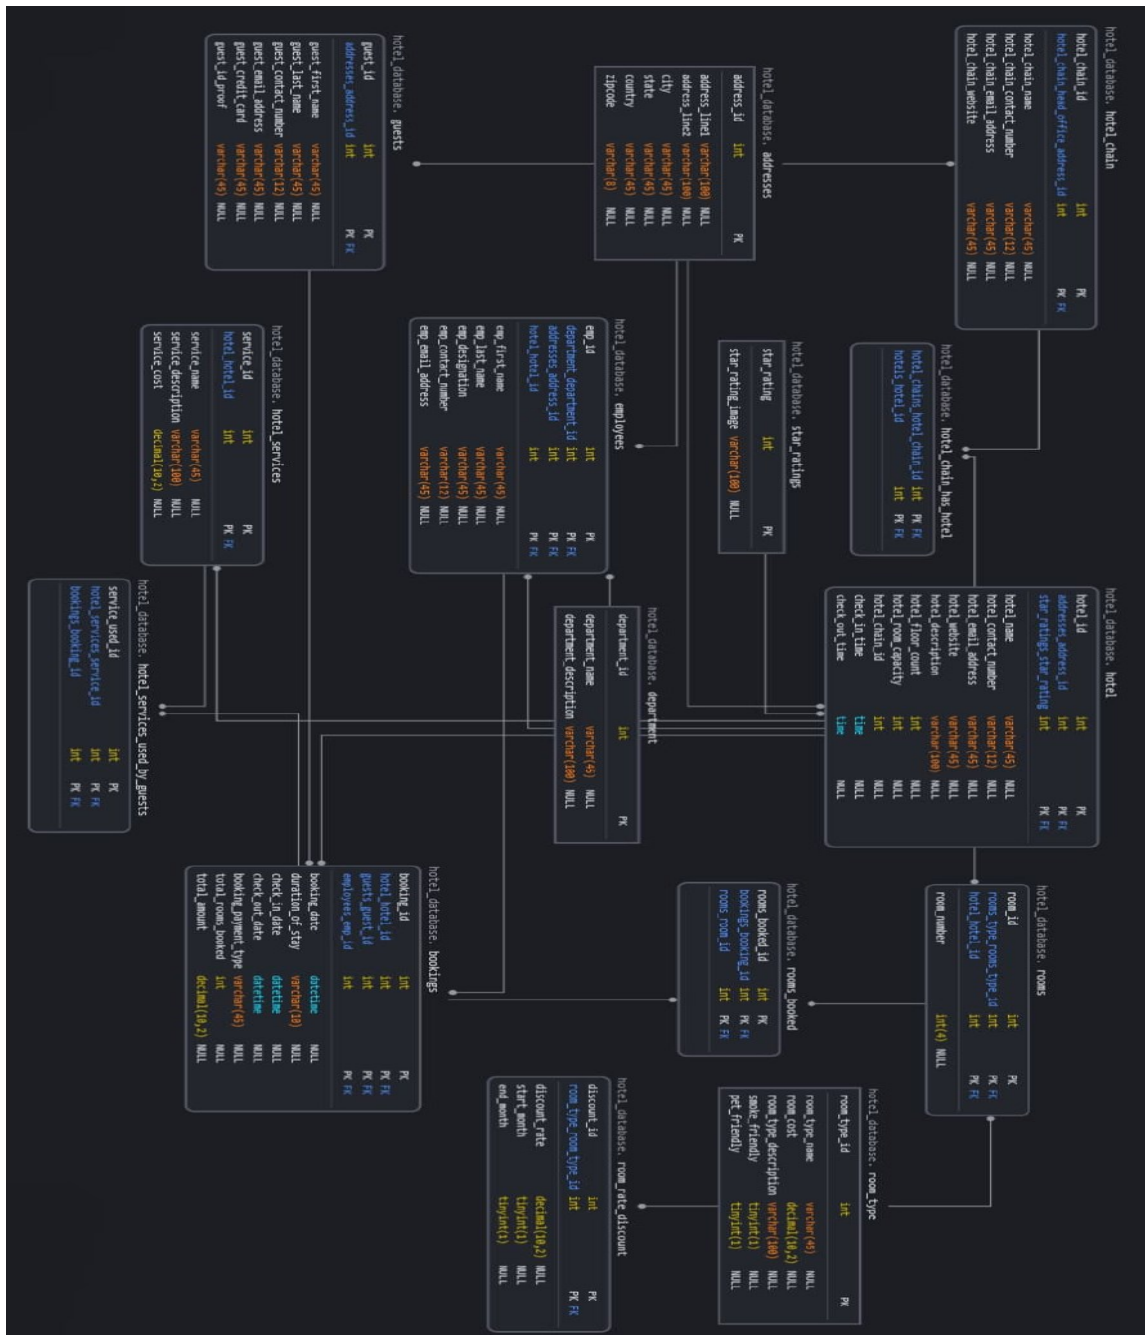 hotel_database. hotel_chain
hotel_chain_id int PK
hotel_chain_head_office_address_id int PK FK
hotel_chain_name varchar(45) NULL
hotel_chain_contact_number varchar(12) NULL
hotel_chain_email_address varchar(45) NULL
hotel_chain_website varchar(45) NULL
hotel_database. hotel
hotel_id int PK
addresses_address_id int PK FK
star_ratings_star_rating int PK FK
hotel_name varchar(45) NULL
hotel_contact_number varchar(12) NULL
hotel_email_address varchar(45) NULL
hotel_website varchar(45) NULL
hotel_description varchar(100) NULL
hotel_floor_count int NULL
hotel_room_capacity int NULL
hotel_chain_id int NULL
check_in_time time NULL
check_out_time time NULL
hotel_database. rooms
room_id int PK
rooms_type_rooms_type_id int PK FK
hotel_hotel_id int PK FK
room_number int(4) NULL
hotel_database. hotel_chain_has_hotel
hotel_chains_hotel_chain_id int PK FK
hotels_hotel_id int PK FK
hotel_database. room_type
room_type_id int PK
room_type_name varchar(45) NULL
room_cost decimal(10,2) NULL
room_type_description varchar(100) NULL
smoke_friendly tinyint(1) NULL
pet_friendly tinyint(1) NULL
hotel_database. addresses
address_id int PK
address_line1 varchar(100) NULL
address_line2 varchar(100) NULL
city varchar(45) NULL
state varchar(45) NULL
country varchar(45) NULL
zipcode varchar(8) NULL
hotel_database. star_ratings
star_rating int PK
star_rating_image varchar(100) NULL
hotel_database. rooms_booked
rooms_booked_id int PK
bookings_booking_id int PK FK
rooms_room_id int PK FK
hotel_database. department
department_id int PK
department_name varchar(45) NULL
department_description varchar(100) NULL
hotel_database. employees
emp_id int PK
department_department_id int PK FK
addresses_address_id int PK FK
hotel_hotel_id int PK FK
emp_first_name varchar(45) NULL
emp_last_name varchar(45) NULL
emp_designation varchar(45) NULL
emp_contact_number varchar(12) NULL
emp_email_address varchar(45) NULL
hotel_database. room_rate_discount
discount_id int PK
room_type_room_type_id int PK FK
discount_rate decimal(10,2) NULL
start_month tinyint(1) NULL
end_month tinyint(1) NULL
hotel_database. bookings
booking_id int PK
hotel_hotel_id int PK FK
guests_guest_id int PK FK
employees_emp_id int PK FK
booking_date datetime NULL
duration_of_stay varchar(10) NULL
check_in_date datetime NULL
check_out_date datetime NULL
booking_payment_type varchar(45) NULL
total_rooms_booked int NULL
total_amount decimal(10,2) NULL
hotel_database. guests
guest_id int PK
addresses_address_id int PK FK
guest_first_name varchar(45) NULL
guest_last_name varchar(45) NULL
guest_contact_number varchar(12) NULL
guest_email_address varchar(45) NULL
guest_credit_card varchar(45) NULL
guest_id_proof varchar(45) NULL
hotel_database. hotel_services
service_id int PK
hotel_hotel_id int PK FK
service_name varchar(45) NULL
service_description varchar(100) NULL
service_cost decimal(10,2) NULL
hotel_database. hotel_services_used_by_guests
service_used_id int PK
hotel_services_service_id int PK FK
bookings_booking_id int PK FK